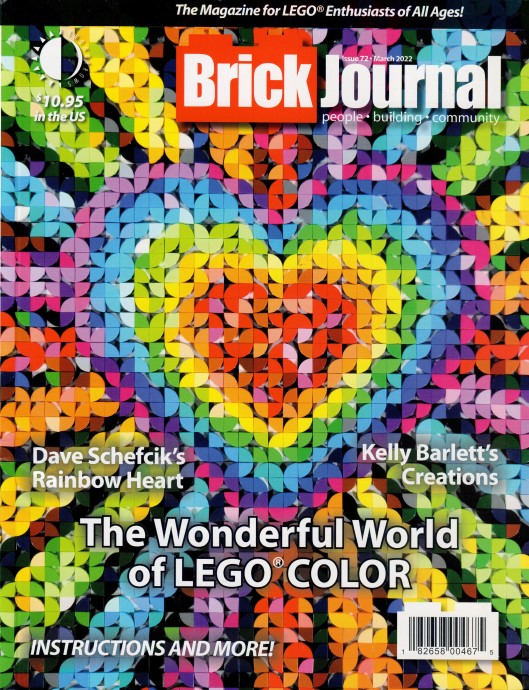 The Magazine for LEGO® Enthusiasts of All Ages!
$10.95
in the US
Brick Journal
Issue 72 • March 2022
people • building • community
Dave Schefcik's
Rainbow Heart
Kelly Barlett's
Creations
The Wonderful World
of LEGO® COLOR
INSTRUCTIONS AND MORE!
1 82658 00467 5